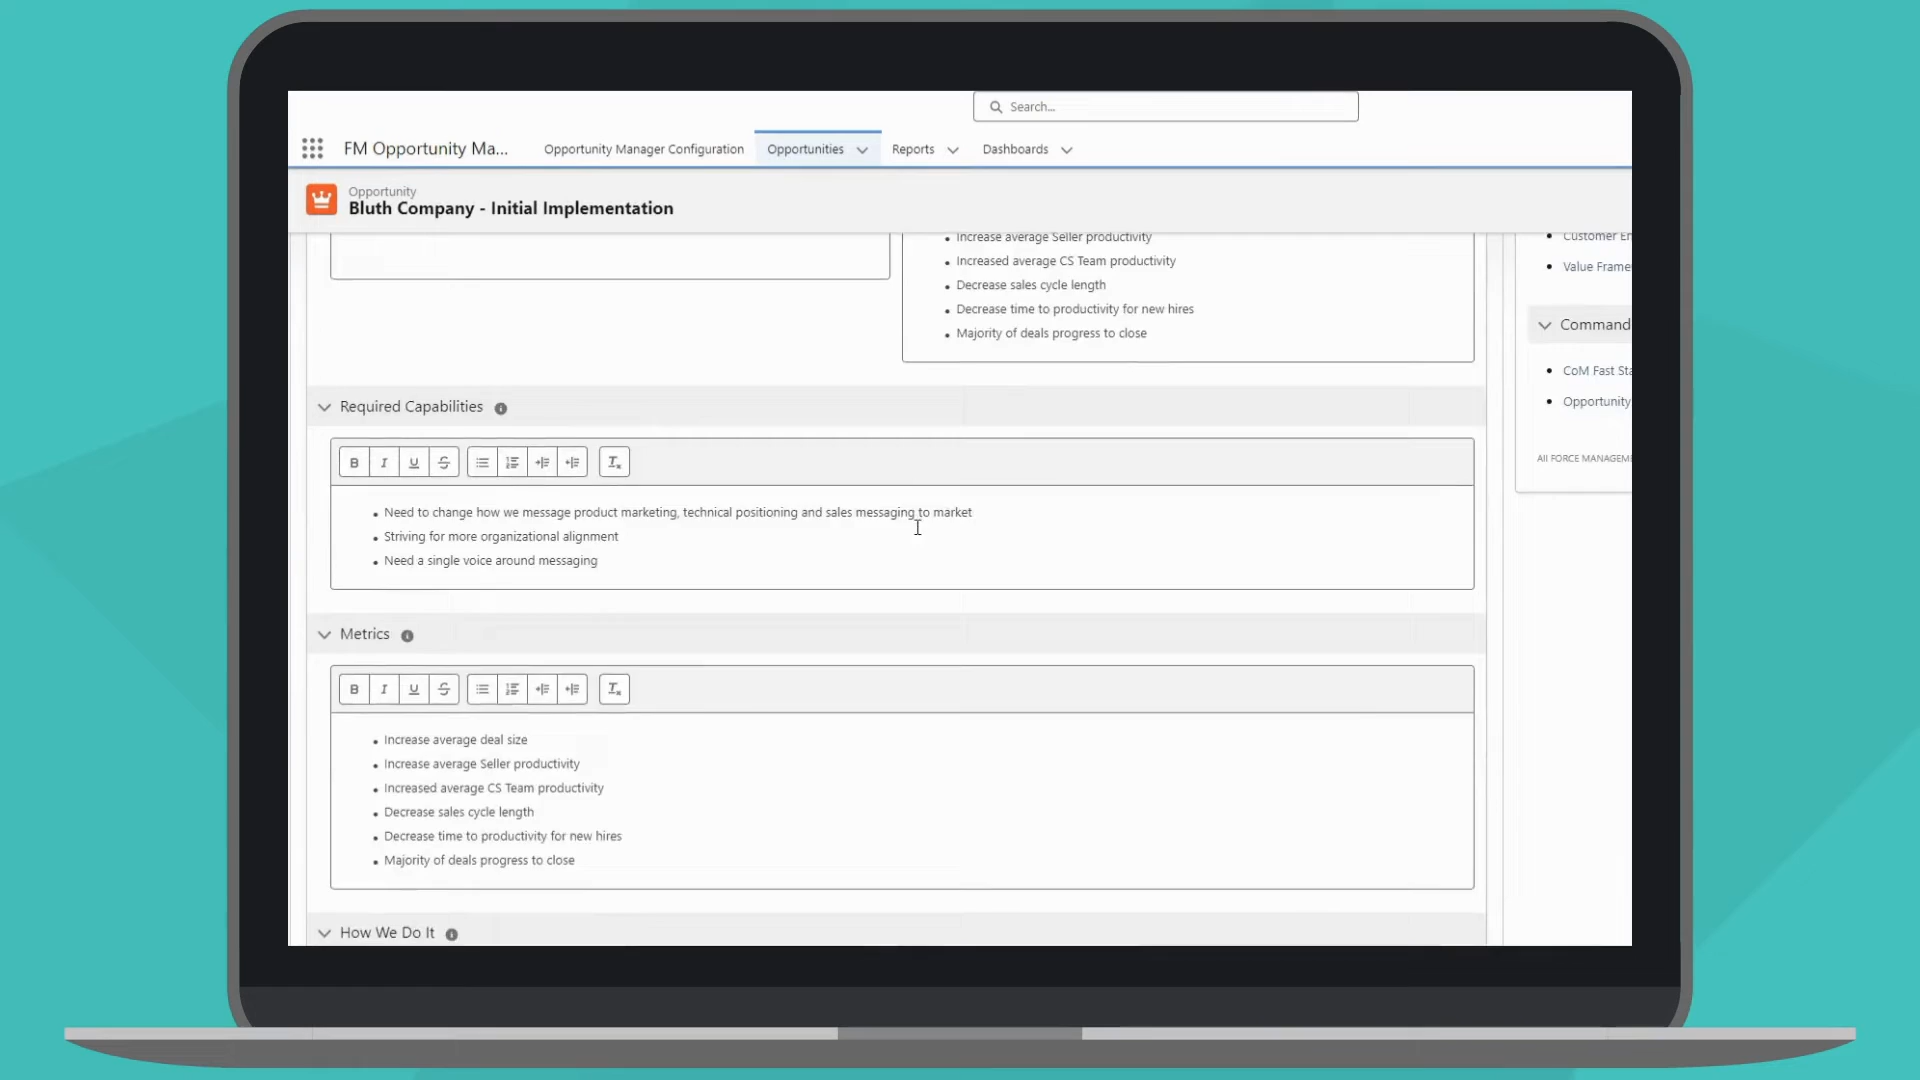 Search...
FM Opportunity Ma...
Opportunity Manager Configuration
Opportunities
Reports
Dashboards
Opportunity
Bluth Company - Initial Implementation
Increase average Seller productivity
Increased average CS Team productivity
Decrease sales cycle length
Decrease time to productivity for new hires
Majority of deals progress to close
Customer En
Value Frame
Command
CoM Fast Sta
Opportunity
All FORCE MANAGEM
Required Capabilities
B I U S
Need to change how we message product marketing, technical positioning and sales messaging to market
Striving for more organizational alignment
Need a single voice around messaging
Metrics
B I U S
Increase average deal size
Increase average Seller productivity
Increased average CS Team productivity
Decrease sales cycle length
Decrease time to productivity for new hires
Majority of deals progress to close
How We Do It